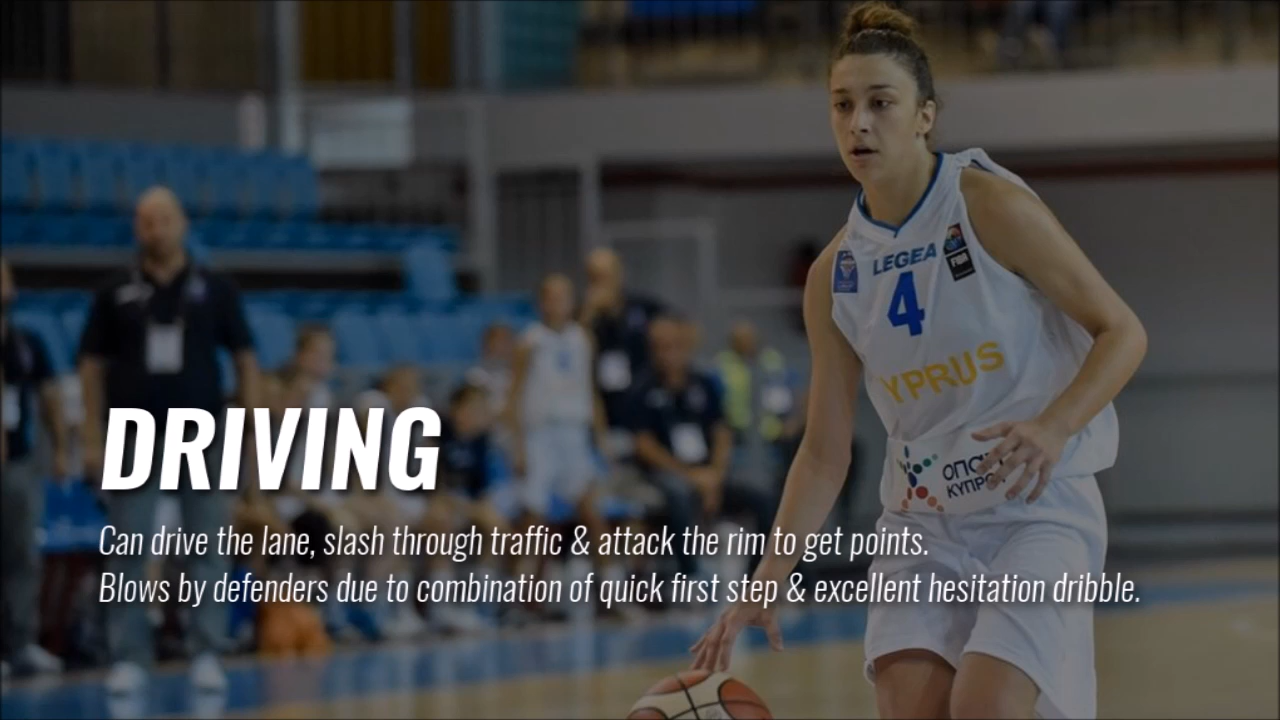 DRIVING
Can drive the lane, slash through traffic & attack the rim to get points.
Blows by defenders due to combination of quick first step & excellent hesitation dribble.
LEGEA
FIBA
4
YPRUS